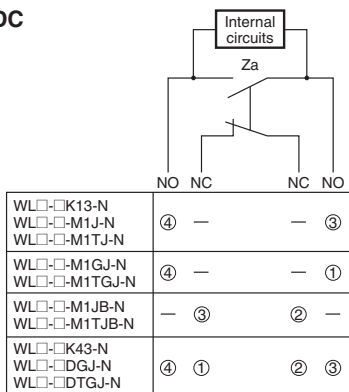 DC
Internal
circuits
Za
NO NC NC NO
WL□-□K13-N
WL□-□-M1J-N
WL□-□-M1TJ-N
④ — — ③
WL□-□-M1GJ-N
WL□-□-M1TGJ-N
④ — — ①
WL□-□-M1JB-N
WL□-□-M1TJB-N
— ③ ② —
WL□-□K43-N
WL□-□DGJ-N
WL□-□DTGJ-N
④ ① ② ③